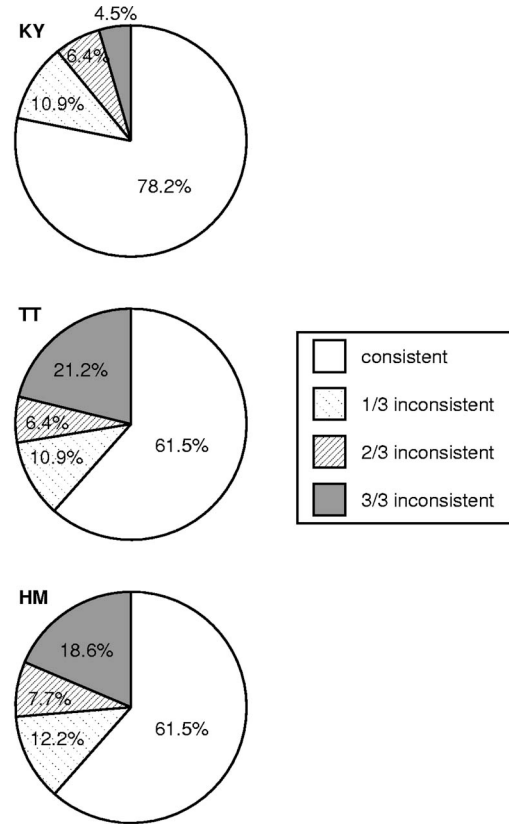 4.5%
KY
6.4%
10.9%
78.2%
TT
21.2%
6.4%
10.9%
61.5%
consistent
1/3 inconsistent
2/3 inconsistent
3/3 inconsistent
HM
18.6%
7.7%
12.2%
61.5%